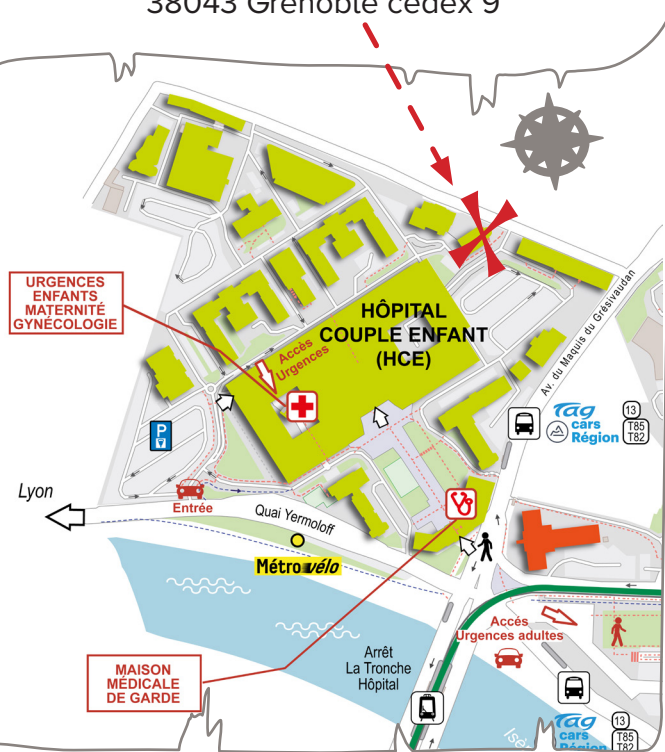 38043 Grenoble cedex 9
URGENCES
ENFANTS
MATERNITÉ
GYNÉCOLOGIE
HÔPITAL
COUPLE ENFANT
(HCE)
Accès
Urgences
Av. du Maquis du Grésivaudan
Tag
cars
Région
13
T85
T82
P
Lyon
Entrée
Quai Yermoloff
Métrovélo
Accès
Urgences adultes
MAISON
MÉDICALE
DE GARDE
Arrêt
La Tronche
Hôpital
Tag
cars
Région
13
T85
T82